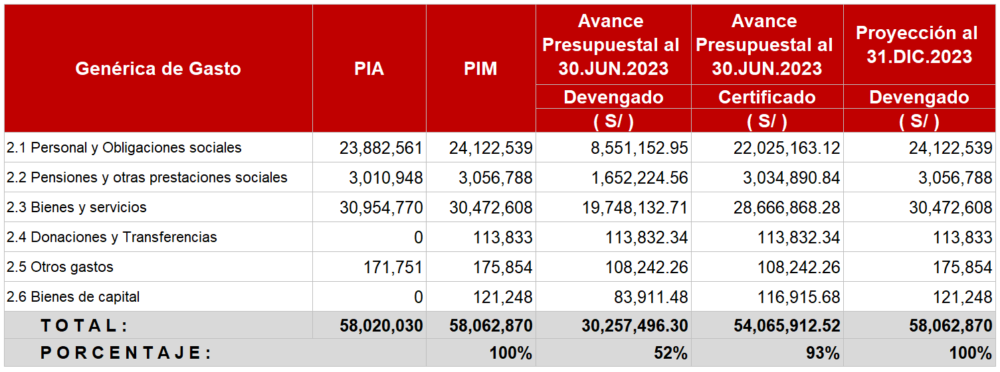 Genérica de Gasto PIA PIM
Avance Presupuestal al 30.JUN.2023
Avance Presupuestal al 30.JUN.2023
Proyección al 31.DIC.2023
Devengado Certificado Devengado
( S/ ) ( S/ ) ( S/ )
2.1 Personal y Obligaciones sociales 23,882,561 24,122,539 8,551,152.95 22,025,163.12 24,122,539
2.2 Pensiones y otras prestaciones sociales 3,010,948 3,056,788 1,652,224.56 3,034,890.84 3,056,788
2.3 Bienes y servicios 30,954,770 30,472,608 19,748,132.71 28,666,868.28 30,472,608
2.4 Donaciones y Transferencias 0 113,833 113,832.34 113,832.34 113,833
2.5 Otros gastos 171,751 175,854 108,242.26 108,242.26 175,854
2.6 Bienes de capital 0 121,248 83,911.48 116,915.68 121,248
T O T A L : 58,020,030 58,062,870 30,257,496.30 54,065,912.52 58,062,870
P O R C E N T A J E : 100% 52% 93% 100%